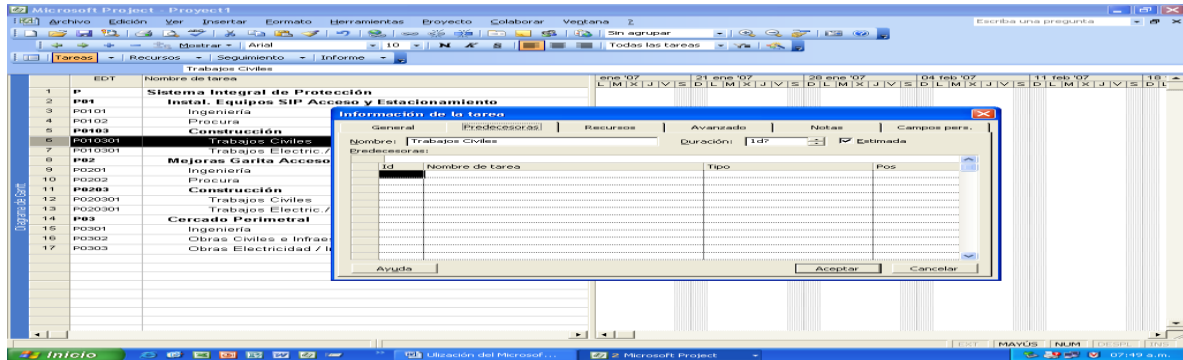 Microsoft Project - Proyect1
Archivo Edición Ver Insertar Formato Herramientas Proyecto Colaborar Ventana ? Escriba una pregunta
Sin agrupar
Mostrar Arial 10 N K S Todas las tareas
Tareas Recursos Seguimiento Informe
Trabajos Civiles
EDT Nombre de tarea ene '07 21 ene '07 28 ene '07 04 feb '07 11 feb '07 18
L M X J V S D L M X J V S D L M X J V S D L M X J V S D L M X J V S D L
1 P Sistema Integral de Protección
2 P01 Instal. Equipos SIP Acceso y Estacionamiento
3 P0101 Ingeniería
4 P0102 Procura
5 P0103 Construcción
6 P010301 Trabajos Civiles
7 P010301 Trabajos Electric./
8 P02 Mejoras Garita Acceso
9 P0201 Ingeniería
10 P0202 Procura
11 P0203 Construcción
12 P020301 Trabajos Civiles
13 P020301 Trabajos Electric./
14 P03 Cercado Perimetral
15 P0301 Ingeniería
16 P0302 Obras Civiles e Infrae
17 P0303 Obras Electricidad / I
Diagrama de Gantt
Información de la tarea
General Predecesoras Recursos Avanzado Notas Campos pers.
Nombre: Trabajos Civiles Duración: 1d? Estimada
Predecesoras:
Id Nombre de tarea Tipo Pos
Ayuda Aceptar Cancelar
EXT MAYÚS NUM DESPL INS
Inicio Ulización del Microsof... 2 Microsoft Project 07:49 a.m.